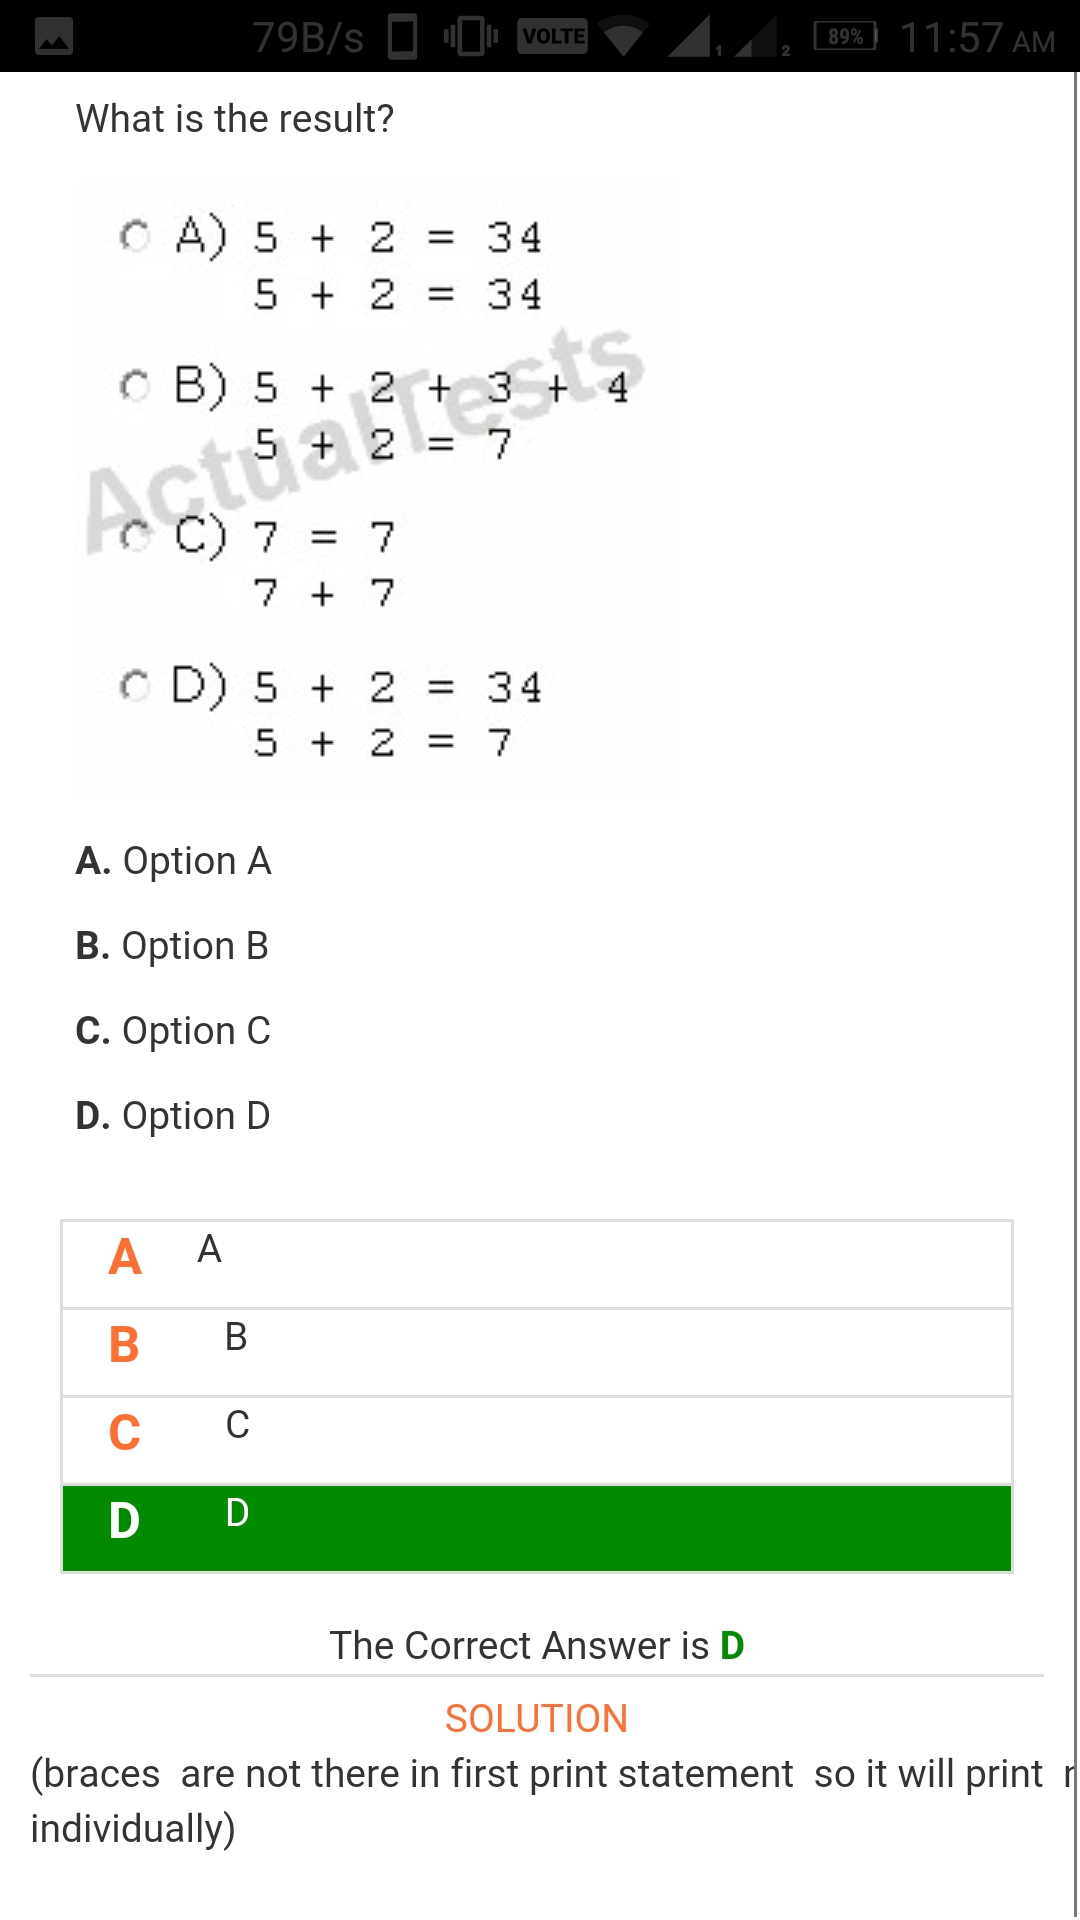 79B/s VOLTE 1 2 89% 11:57 AM
What is the result?
A) 5 + 2 = 34
5 + 2 = 34
B) 5 + 2 + 3 + 4
5 + 2 = 7
ActualTests
C) 7 = 7
7 + 7
D) 5 + 2 = 34
5 + 2 = 7
A. Option A
B. Option B
C. Option C
D. Option D
A A
B B
C C
D D
The Correct Answer is D
SOLUTION
(braces are not there in first print statement so it will print
individually)